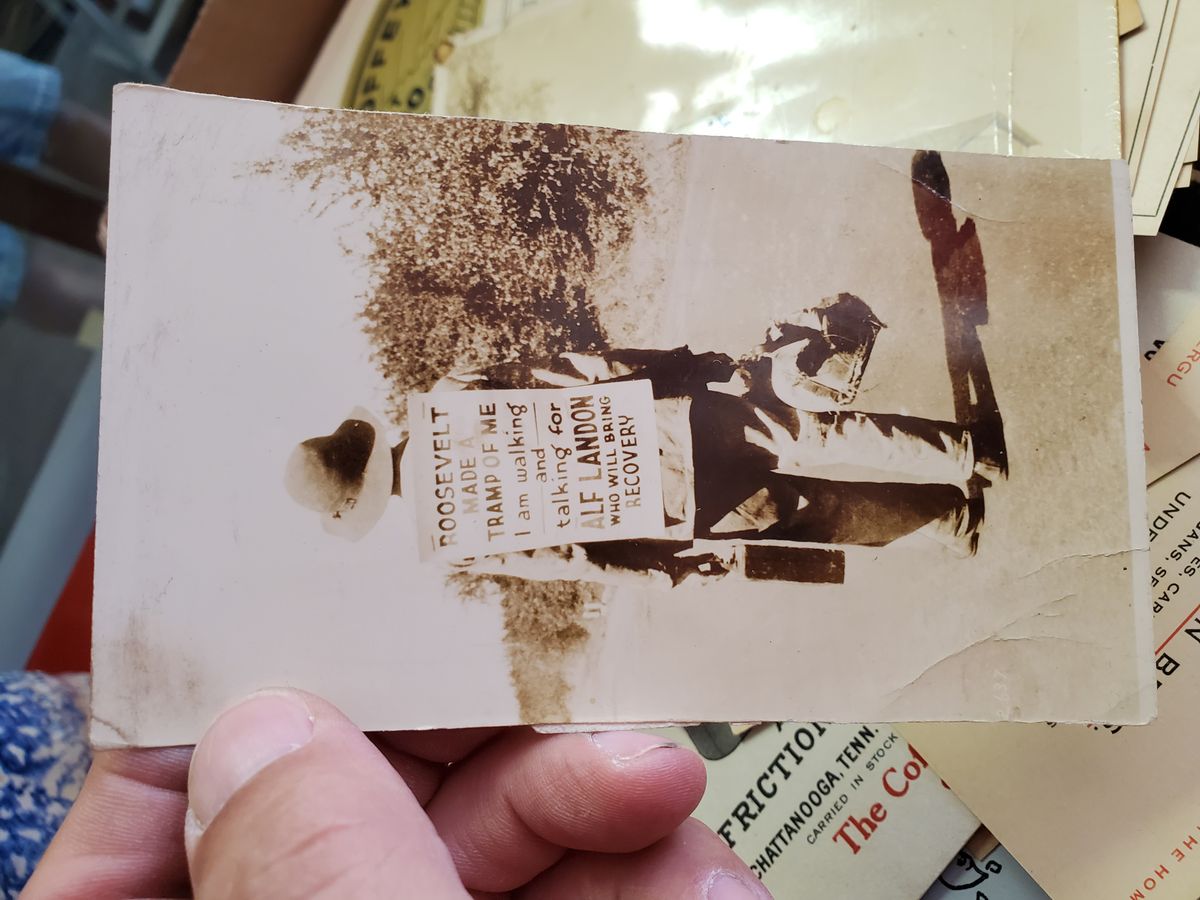 ROOSEVELT
MADE A
TRAMP OF ME
I am walking
and
talking for
ALF LANDON
WHO WILL BRING
RECOVERY
FRICTION
CHATTANOOGA, TENN.
CARRIED IN STOCK
The